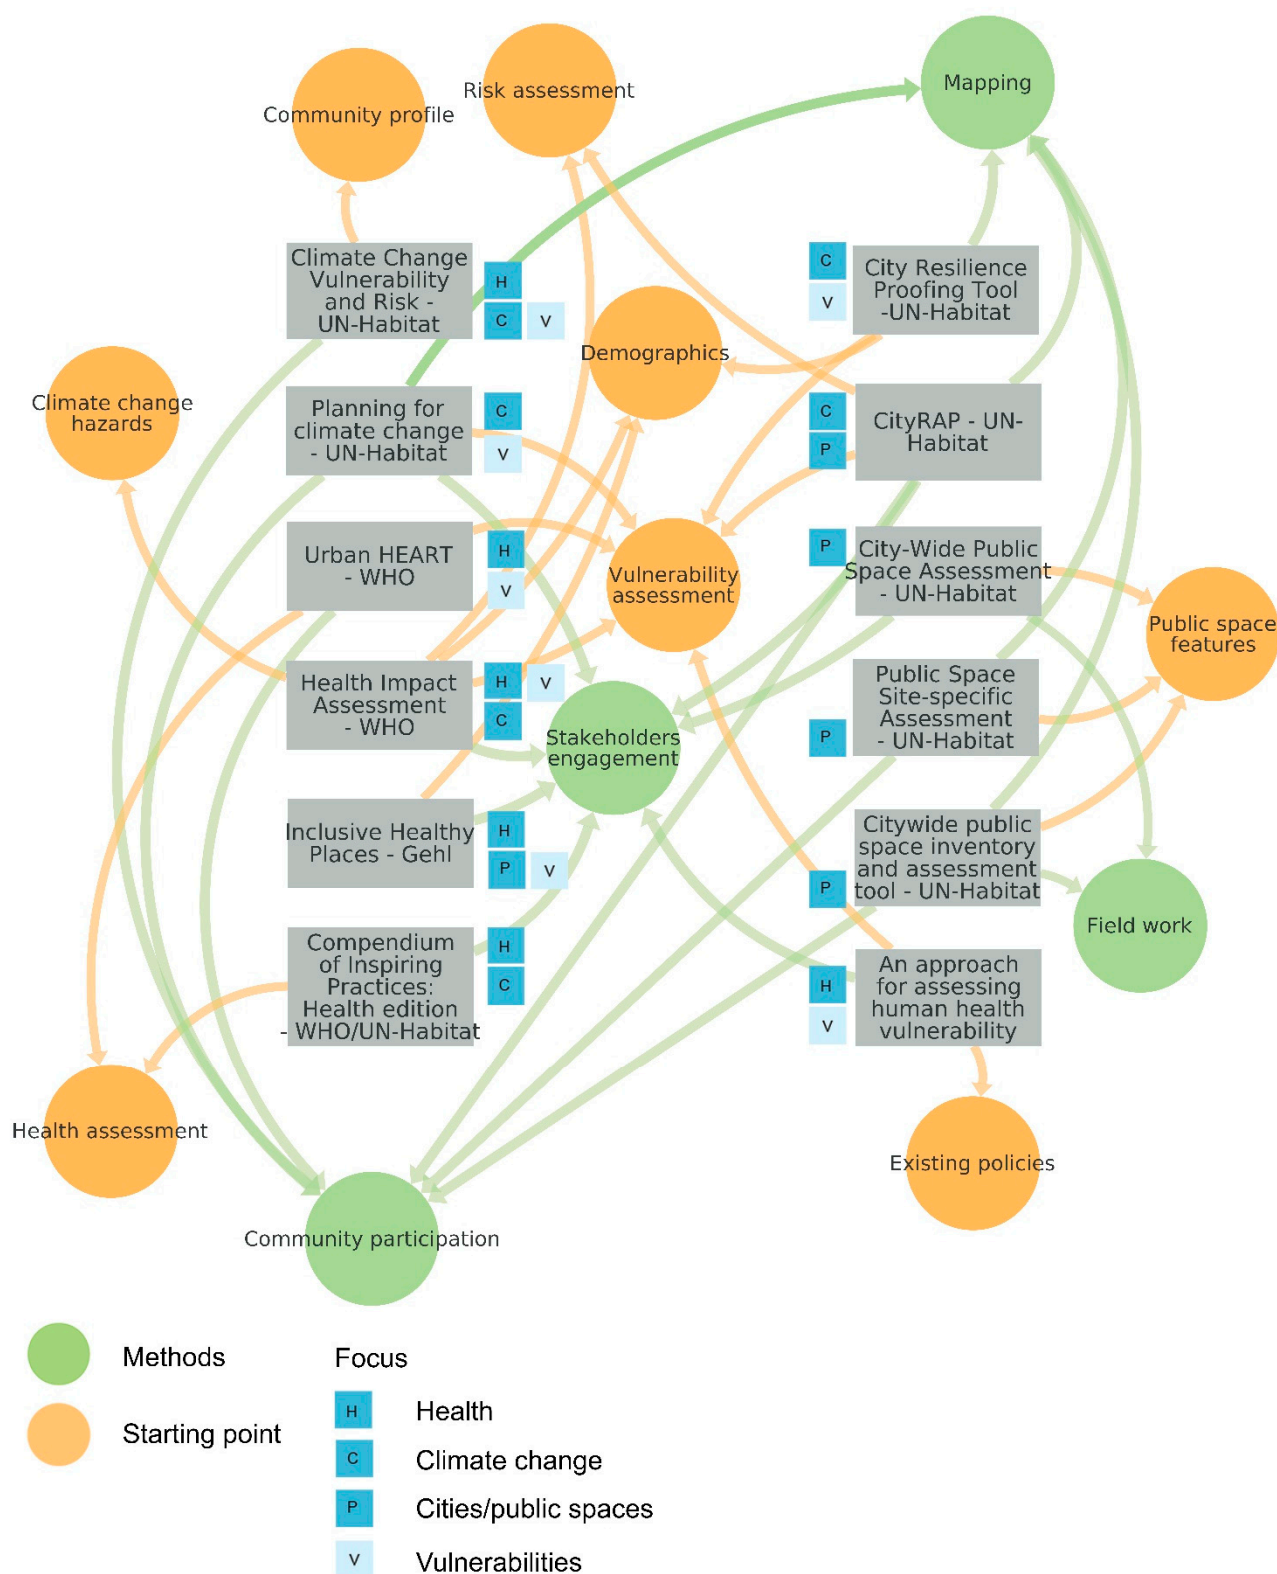 Risk assessment
Mapping
Community profile
Climate Change
Vulnerability
and Risk -
UN-Habitat
H
C
V
C
V
City Resilience
Proofing Tool
-UN-Habitat
Demographics
Climate change
hazards
Planning for
climate change
- UN-Habitat
C
V
C
P
CityRAP - UN-
Habitat
Urban HEART
- WHO
H
V
Vulnerability
assessment
P
City-Wide Public
Space Assessment
- UN-Habitat
Public space
features
Health Impact
Assessment
- WHO
H
V
C
Stakeholders
engagement
P
Public Space
Site-specific
Assessment
- UN-Habitat
Inclusive Healthy
Places - Gehl
H
P
V
P
Citywide public
space inventory
and assessment
tool - UN-Habitat
Field work
Compendium
of Inspiring
Practices:
Health edition
- WHO/UN-Habitat
H
C
H
V
An approach
for assessing
human health
vulnerability
Health assessment
Existing policies
Community participation
Methods
Starting point
Focus
H
Health
C
Climate change
P
Cities/public spaces
V
Vulnerabilities